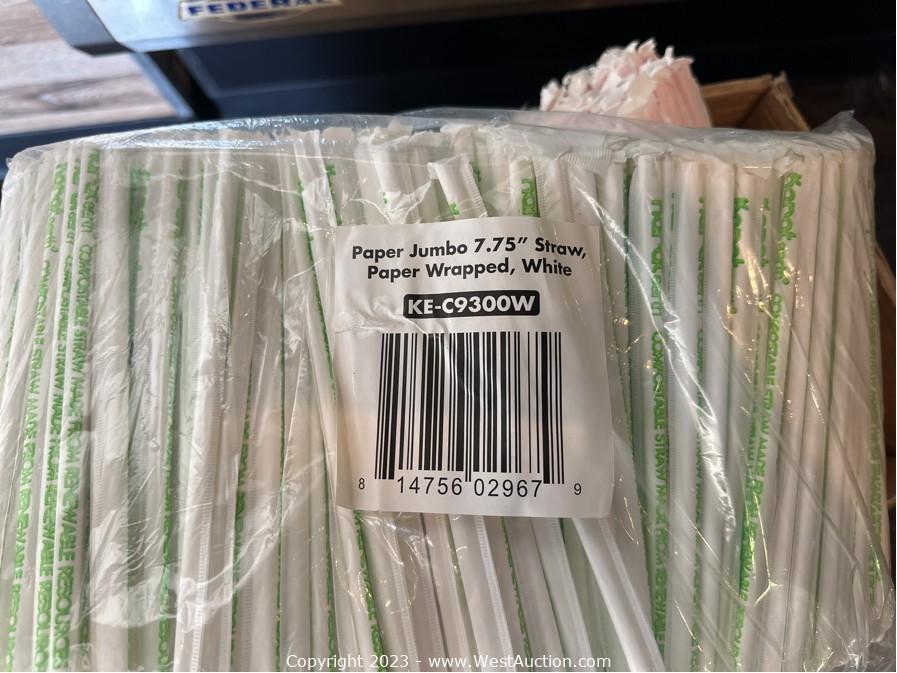 FEDERAL
Paper Jumbo 7.75” Straw,
Paper Wrapped, White
KE-C9300W
8 14756 02967 9
COMPOSTABLE STRAW MADE FROM RENEWABLE
Copyright 2023 - www.WestAuction.com